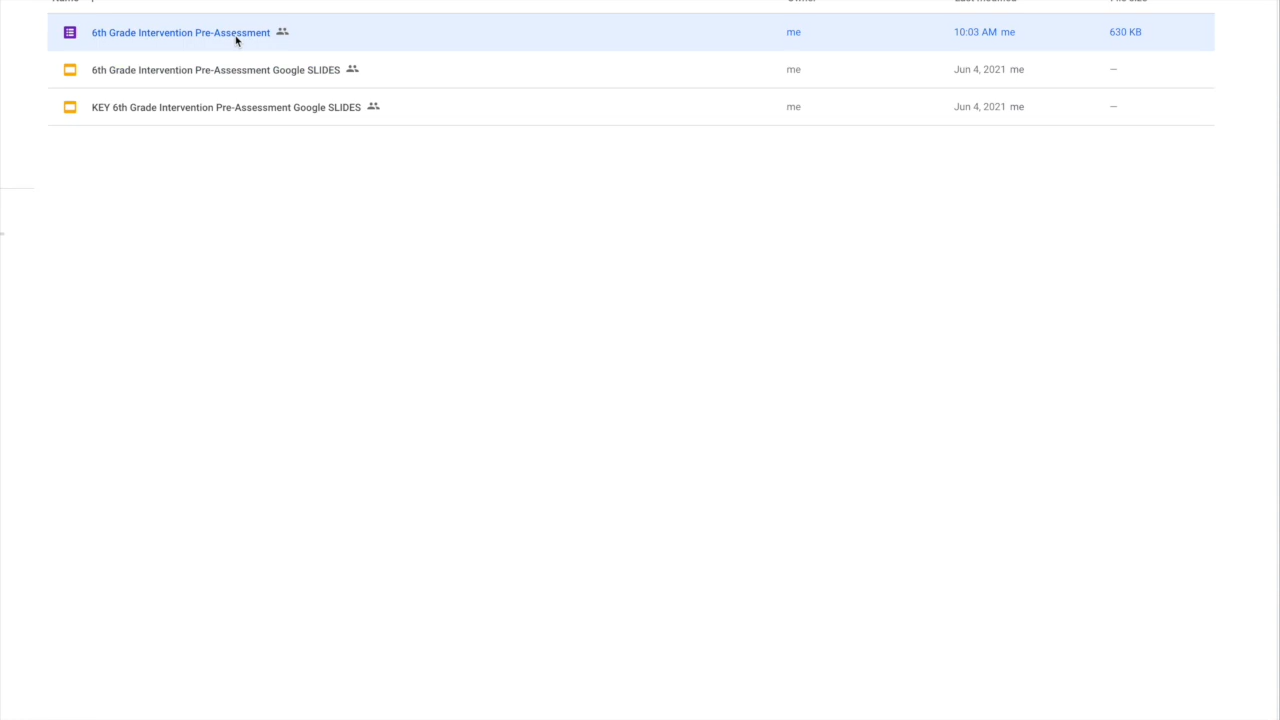 6th Grade Intervention Pre-Assessment me 10:03 AM me 630 KB
6th Grade Intervention Pre-Assessment Google SLIDES me Jun 4, 2021 me —
KEY 6th Grade Intervention Pre-Assessment Google SLIDES me Jun 4, 2021 me —